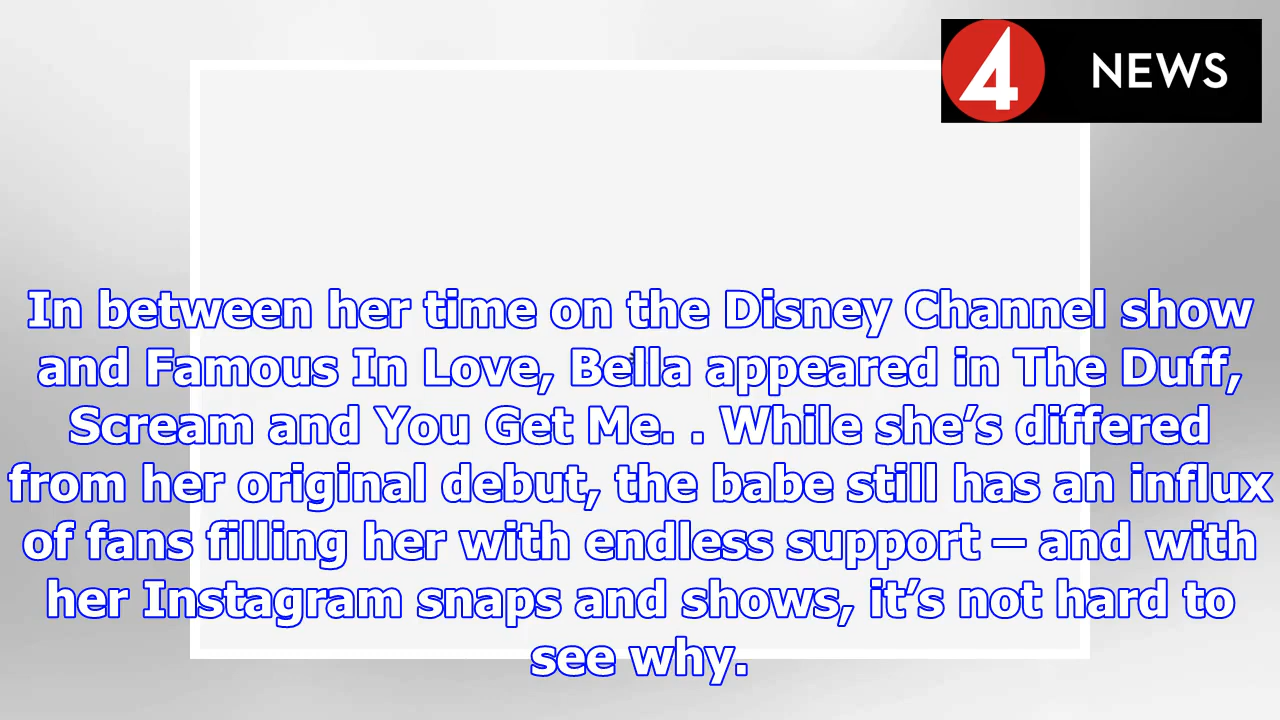 4 NEWS
In between her time on the Disney Channel show
and Famous In Love, Bella appeared in The Duff,
Scream and You Get Me. . While she’s differed
from her original debut, the babe still has an influx
of fans filling her with endless support – and with
her Instagram snaps and shows, it’s not hard to
see why.